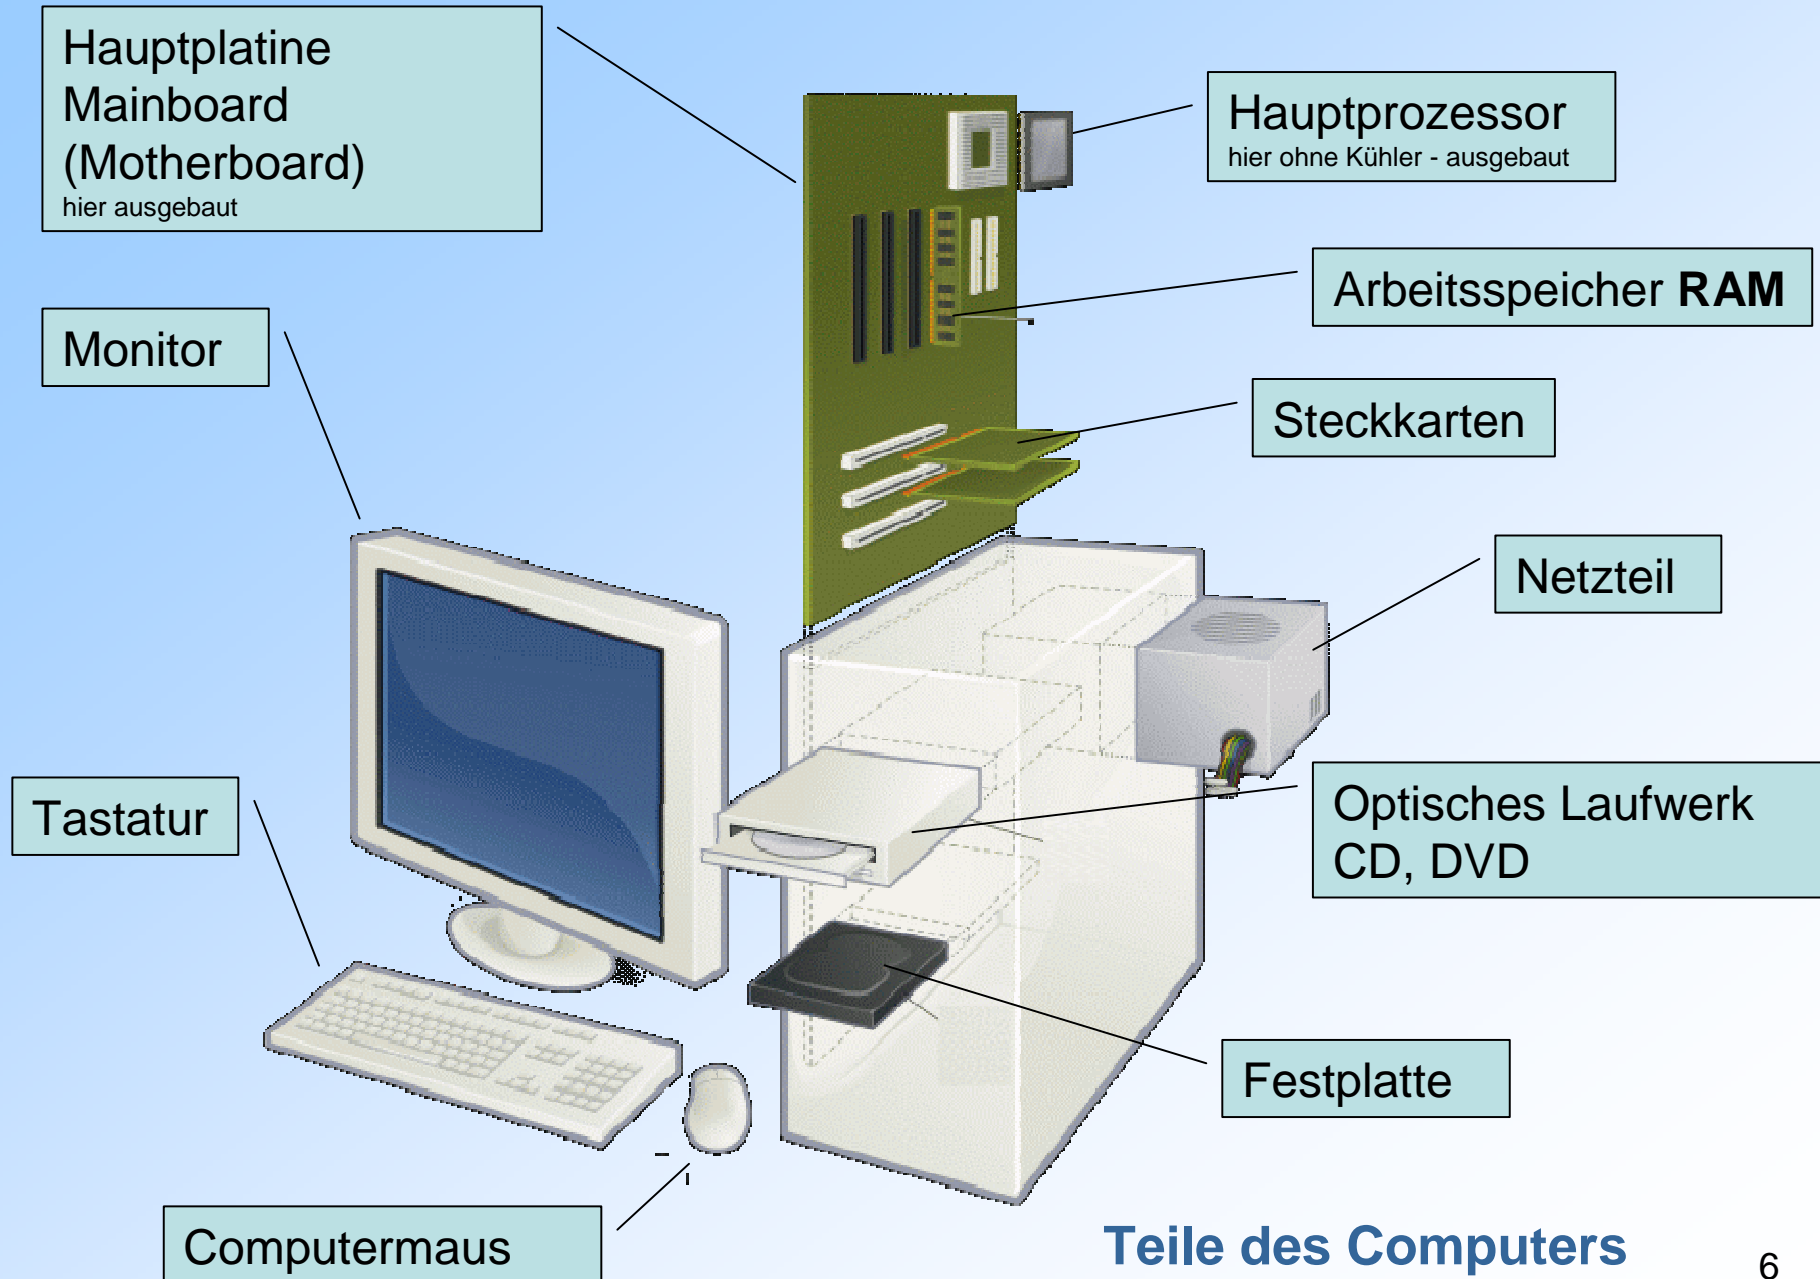 Hauptplatine
Mainboard
(Motherboard)
hier ausgebaut
Hauptprozessor
hier ohne Kühler - ausgebaut
Arbeitsspeicher RAM
Monitor
Steckkarten
Netzteil
Tastatur
Optisches Laufwerk
CD, DVD
Festplatte
Computermaus
Teile des Computers
6